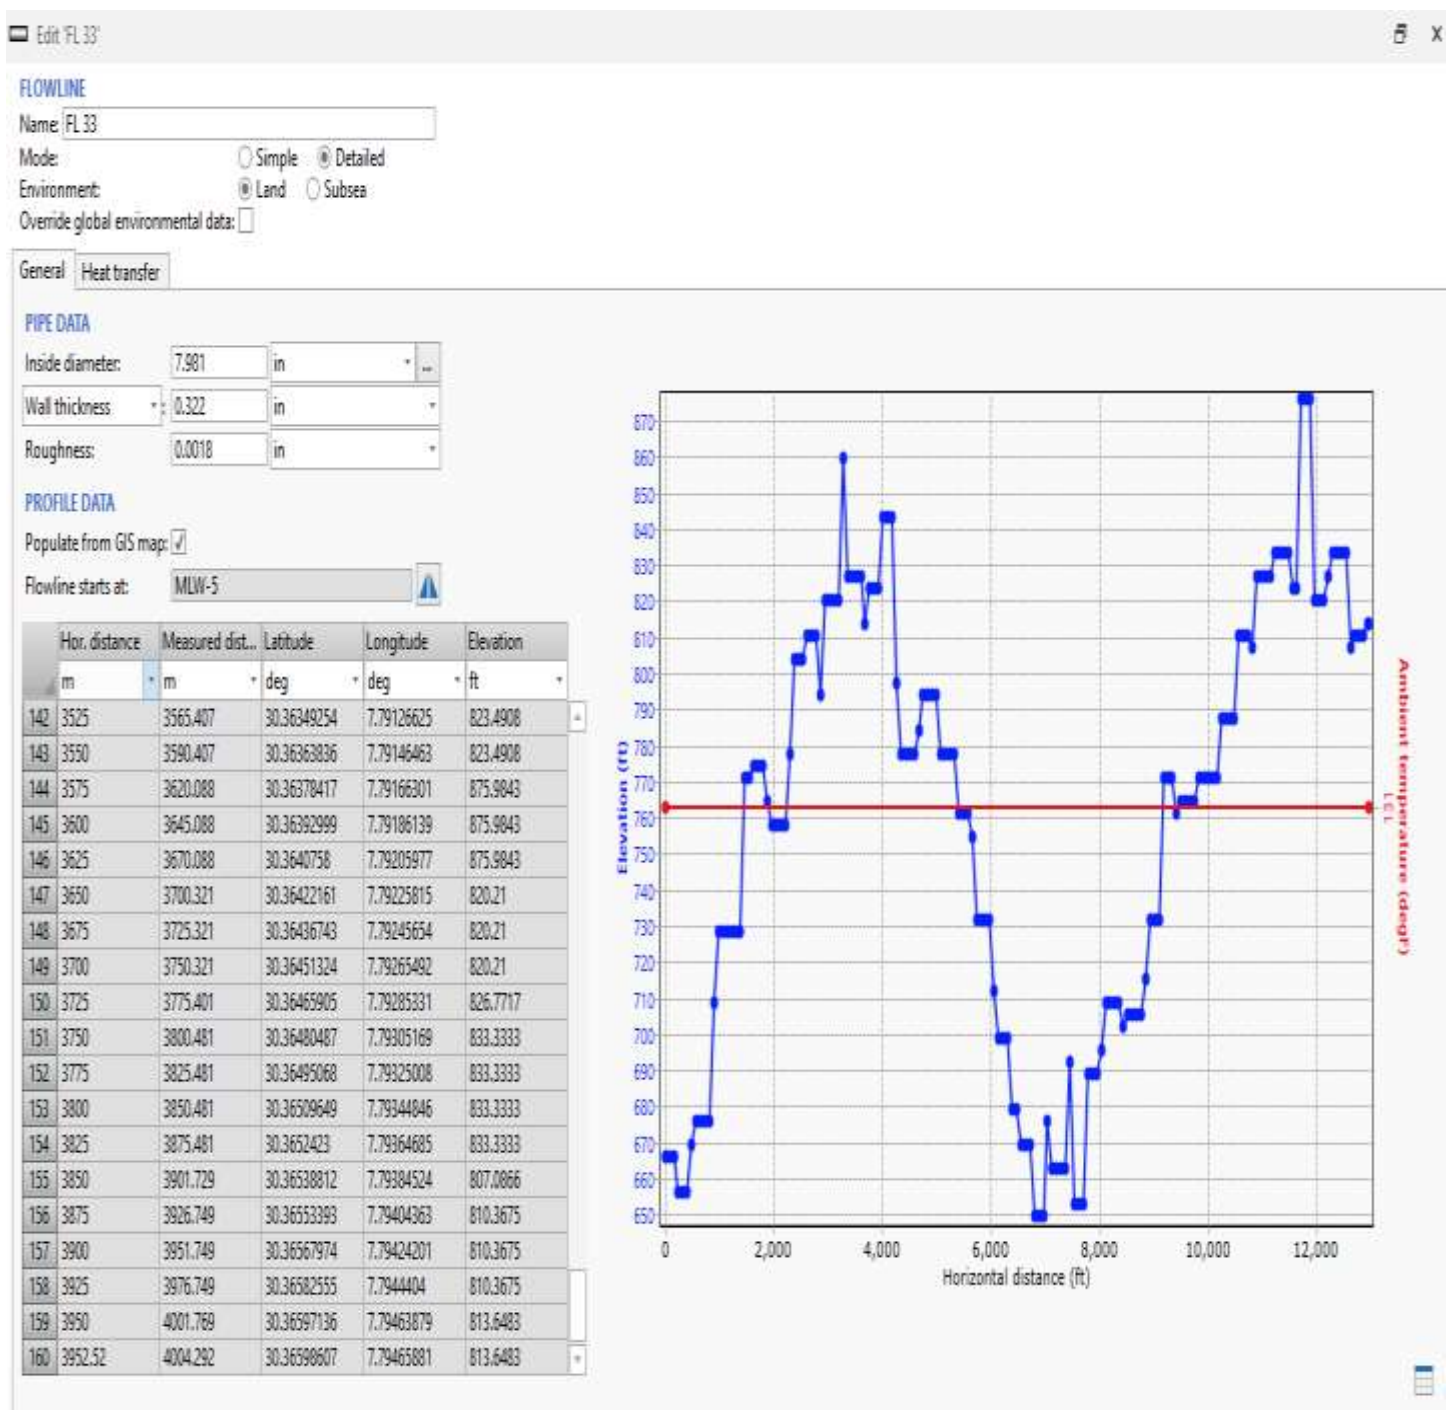 Edit 'FL 33'
X
FLOWLINE
Name: FL 33
Mode: Simple Detailed
Environment: Land Subsea
Override global environmental data:
General Heat transfer
PIPE DATA
Inside diameter: 7.981 in ...
Wall thickness : 0.322 in
Roughness: 0.0018 in
PROFILE DATA
Populate from GIS map:
Flowline starts at: MLW-5
Hor. distance Measured dist... Latitude Longitude Elevation
m m deg deg ft
142 3525 3565.407 30.36349254 7.79126625 823.4908
143 3550 3590.407 30.36363836 7.79146463 823.4908
144 3575 3620.088 30.36378417 7.79166301 875.9843
145 3600 3645.088 30.36392999 7.79186139 875.9843
146 3625 3670.088 30.3640758 7.79205977 875.9843
147 3650 3700.321 30.36422161 7.79225815 820.21
148 3675 3725.321 30.36436743 7.79245654 820.21
149 3700 3750.321 30.36451324 7.79265492 820.21
150 3725 3775.401 30.36465905 7.79285331 826.7717
151 3750 3800.481 30.36480487 7.79305169 833.3333
152 3775 3825.481 30.36495068 7.79325008 833.3333
153 3800 3850.481 30.36509649 7.79344846 833.3333
154 3825 3875.481 30.3652423 7.79364685 833.3333
155 3850 3901.729 30.36538812 7.79384524 807.0866
156 3875 3926.749 30.36553393 7.79404363 810.3675
157 3900 3951.749 30.36567974 7.79424201 810.3675
158 3925 3976.749 30.36582555 7.7944404 810.3675
159 3950 4001.769 30.36597136 7.79463879 813.6483
160 3952.52 4004.292 30.36598607 7.79465881 813.6483
Elevation (ft)
870
860
850
840
830
820
810
800
790
780
770
760
750
740
730
720
710
700
690
680
670
660
650
0 2,000 4,000 6,000 8,000 10,000 12,000
Horizontal distance (ft)
Ambient temperature (degF)